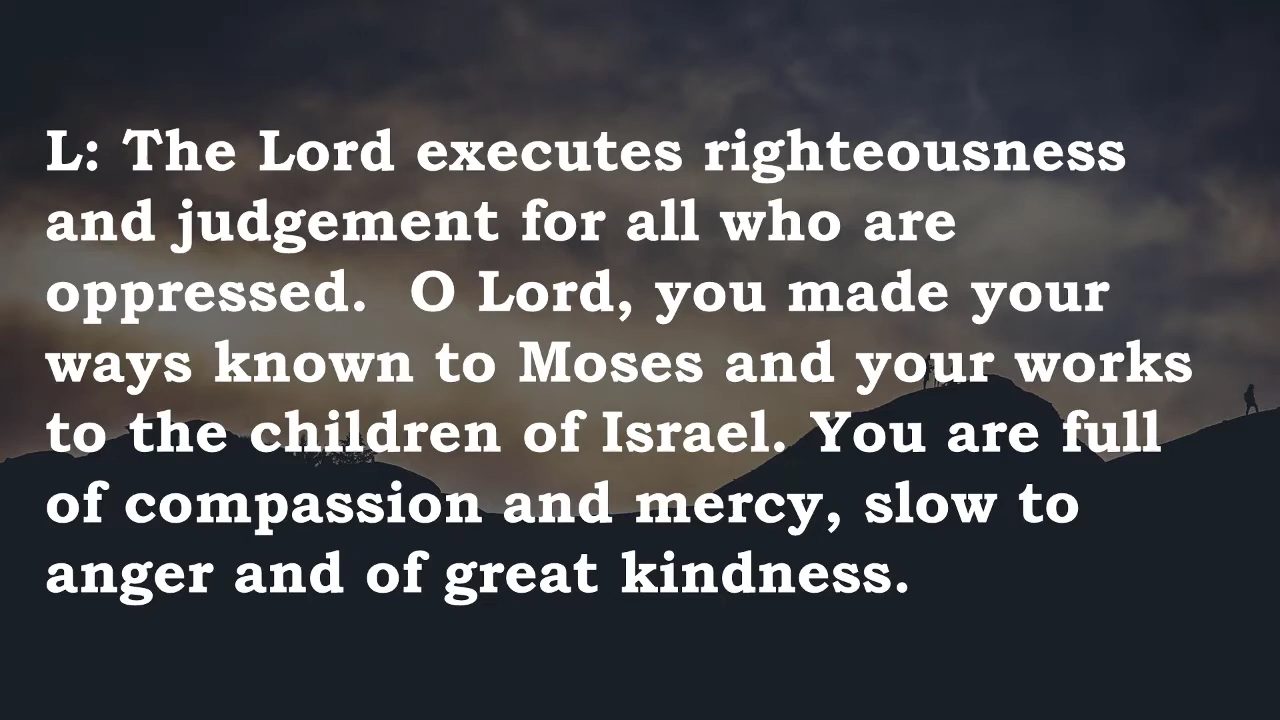 L: The Lord executes righteousness
and judgement for all who are
oppressed.  O Lord, you made your
ways known to Moses and your works
to the children of Israel. You are full
of compassion and mercy, slow to
anger and of great kindness.